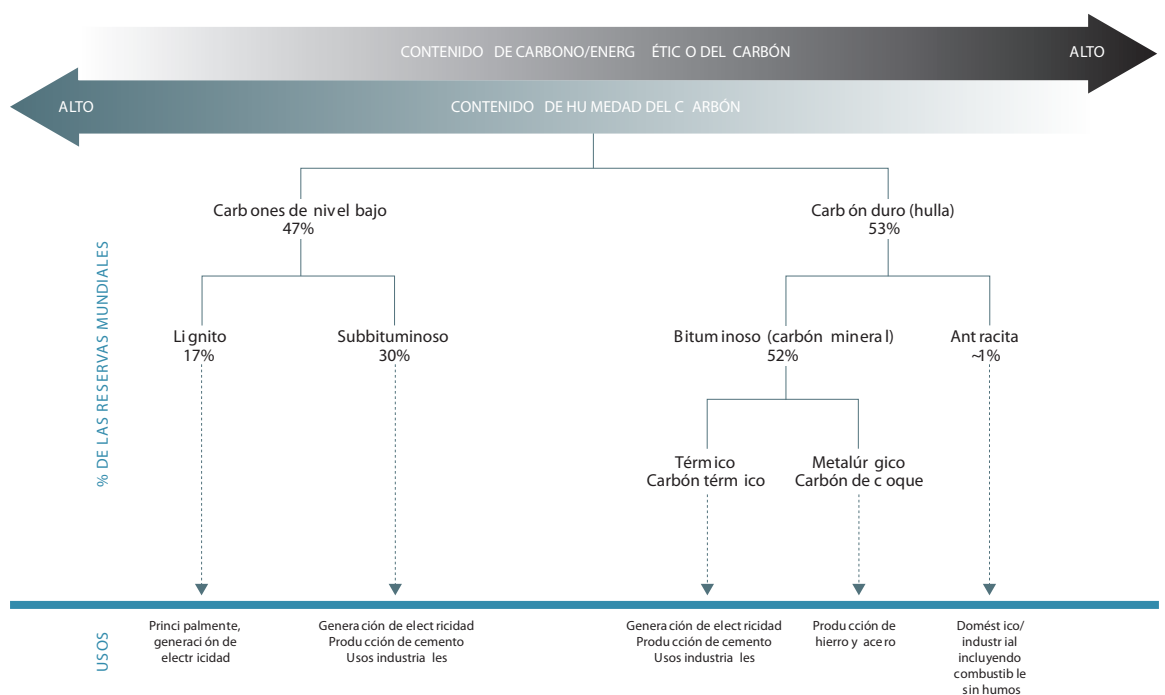 CONTENIDO DE CARBONO/ENERGÉTICO DEL CARBÓN
ALTO
ALTO
CONTENIDO DE HUMEDAD DEL CARBÓN
Carbones de nivel bajo
47%
Carbón duro (hulla)
53%
% DE LAS RESERVAS MUNDIALES
Lignito
17%
Subbituminoso
30%
Bituminoso (carbón mineral)
52%
Antracita
~1%
Térmico
Carbón térmico
Metalúrgico
Carbón de coque
USOS
Principalmente,
generación de
electricidad
Generación de electricidad
Producción de cemento
Usos industriales
Generación de electricidad
Producción de cemento
Usos industriales
Producción de
hierro y acero
Doméstico/
industrial
incluyendo
combustible
sin humos